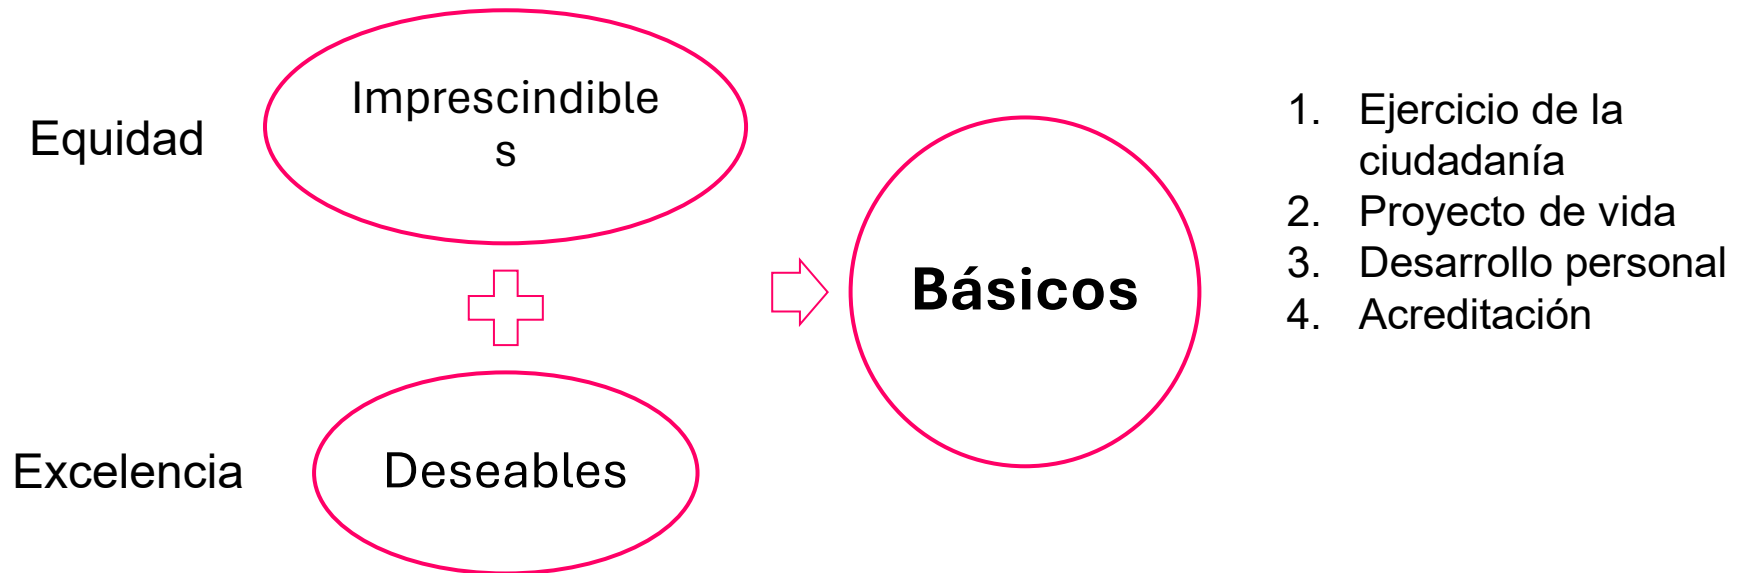 Equidad
Imprescindible
s
Excelencia
Deseables
Básicos
1. Ejercicio de la
ciudadanía
2. Proyecto de vida
3. Desarrollo personal
4. Acreditación